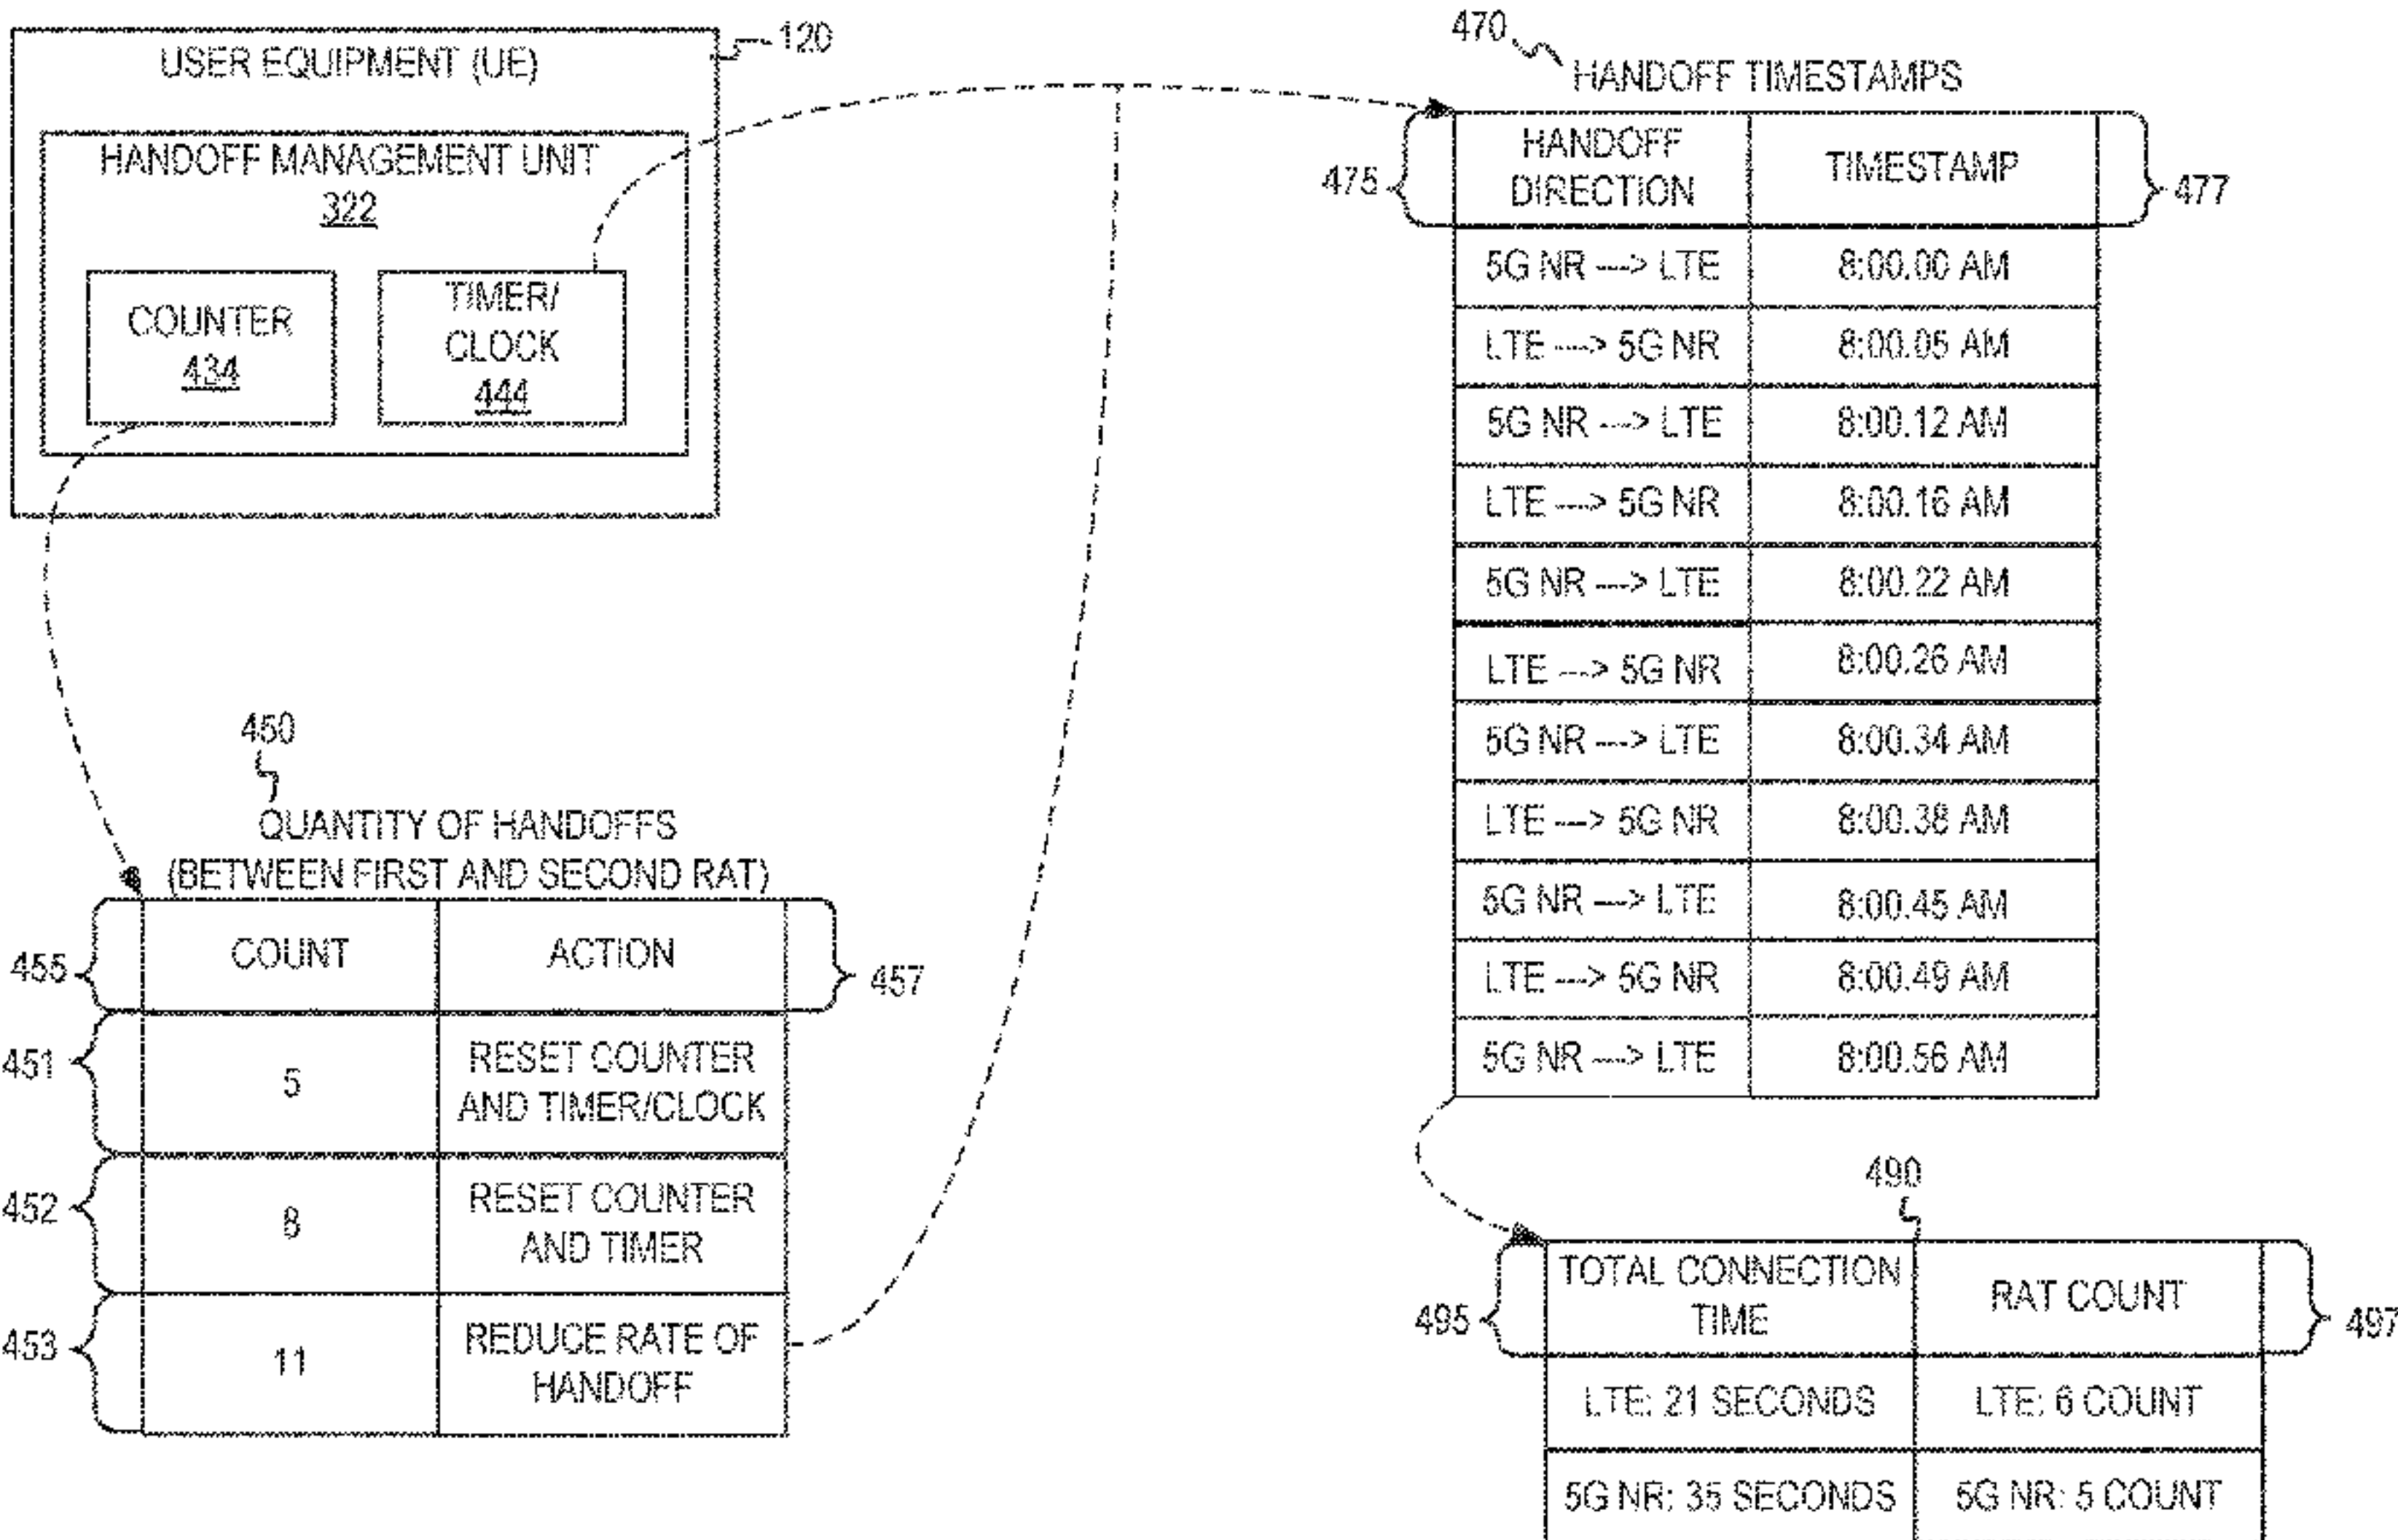 120
USER EQUIPMENT (UE)
HANDOFF MANAGEMENT UNIT
322
COUNTER
434
TIMER/
CLOCK
444
450
QUANTITY OF HANDOFFS
(BETWEEN FIRST AND SECOND RAT)
455
COUNT
ACTION
457
451
5
RESET COUNTER
AND TIMER/CLOCK
452
8
RESET COUNTER
AND TIMER
453
11
REDUCE RATE OF
HANDOFF
470
HANDOFF TIMESTAMPS
475
HANDOFF
DIRECTION
TIMESTAMP
477
5G NR ---> LTE 8:00.00 AM
LTE ---> 5G NR 8:00.05 AM
5G NR ---> LTE 8:00.12 AM
LTE ---> 5G NR 8:00.16 AM
5G NR ---> LTE 8:00.22 AM
LTE ---> 5G NR 8:00.26 AM
5G NR ---> LTE 8:00.34 AM
LTE ---> 5G NR 8:00.38 AM
5G NR ---> LTE 8:00.45 AM
LTE ---> 5G NR 8:00.49 AM
5G NR ---> LTE 8:00.56 AM
490
495
TOTAL CONNECTION
TIME
RAT COUNT
497
LTE: 21 SECONDS LTE: 6 COUNT
5G NR: 35 SECONDS 5G NR: 5 COUNT